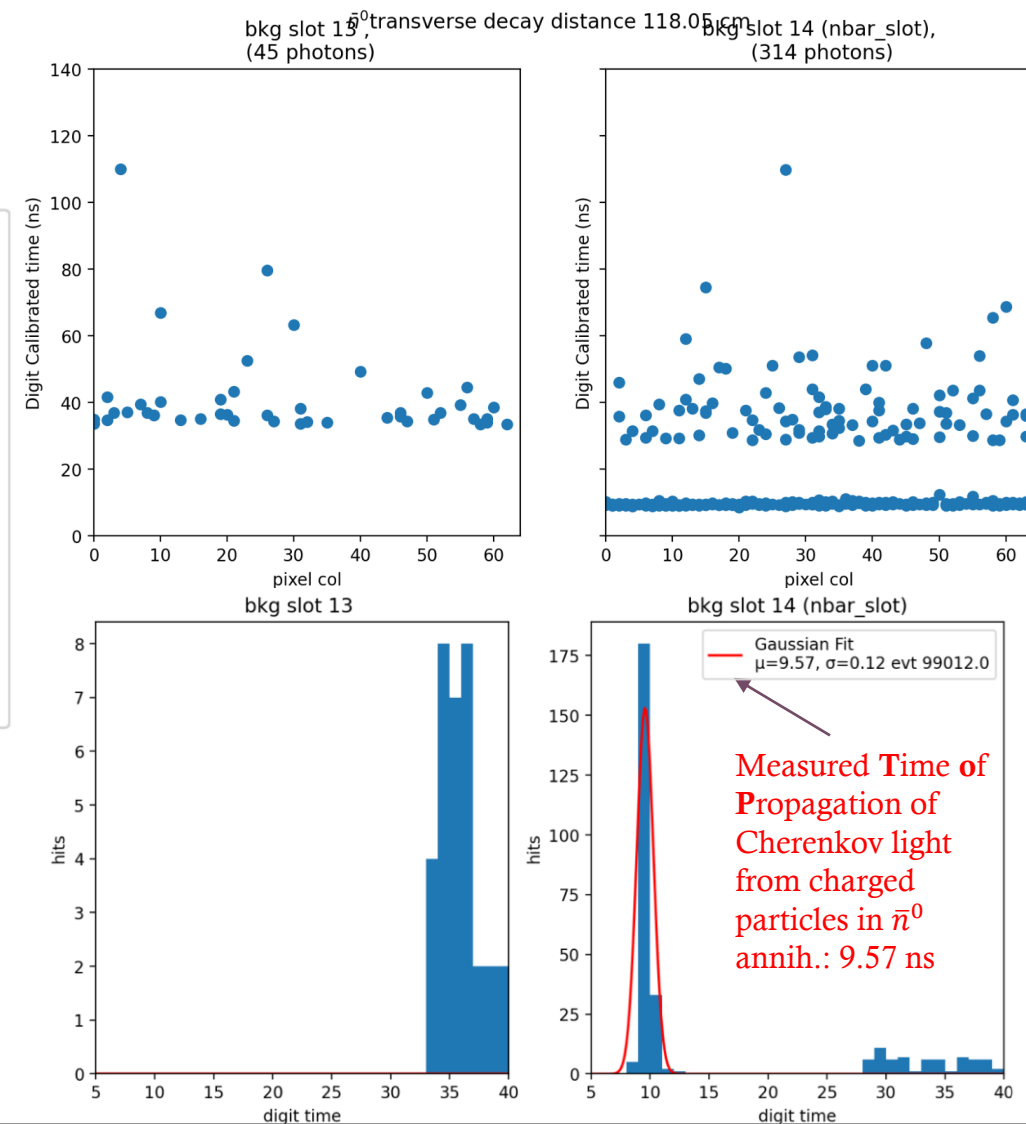 n̄⁰transverse decay distance 118.05 cm
bkg slot 13 ,
(45 photons)
bkg slot 14 (nbar_slot),
(314 photons)
Digit Calibrated time (ns)
140
120
100
80
60
40
20
0
0 10 20 30 40 50 60
pixel col
Digit Calibrated time (ns)
0 10 20 30 40 50 60
pixel col
bkg slot 13
hits
8
7
6
5
4
3
2
1
0
5 10 15 20 25 30 35 40
digit time
bkg slot 14 (nbar_slot)
Gaussian Fit
μ=9.57, σ=0.12 evt 99012.0
hits
175
150
125
100
75
50
25
0
5 10 15 20 25 30 35 40
digit time
Measured Time of
Propagation of
Cherenkov light
from charged
particles in n̄⁰
annih.: 9.57 ns